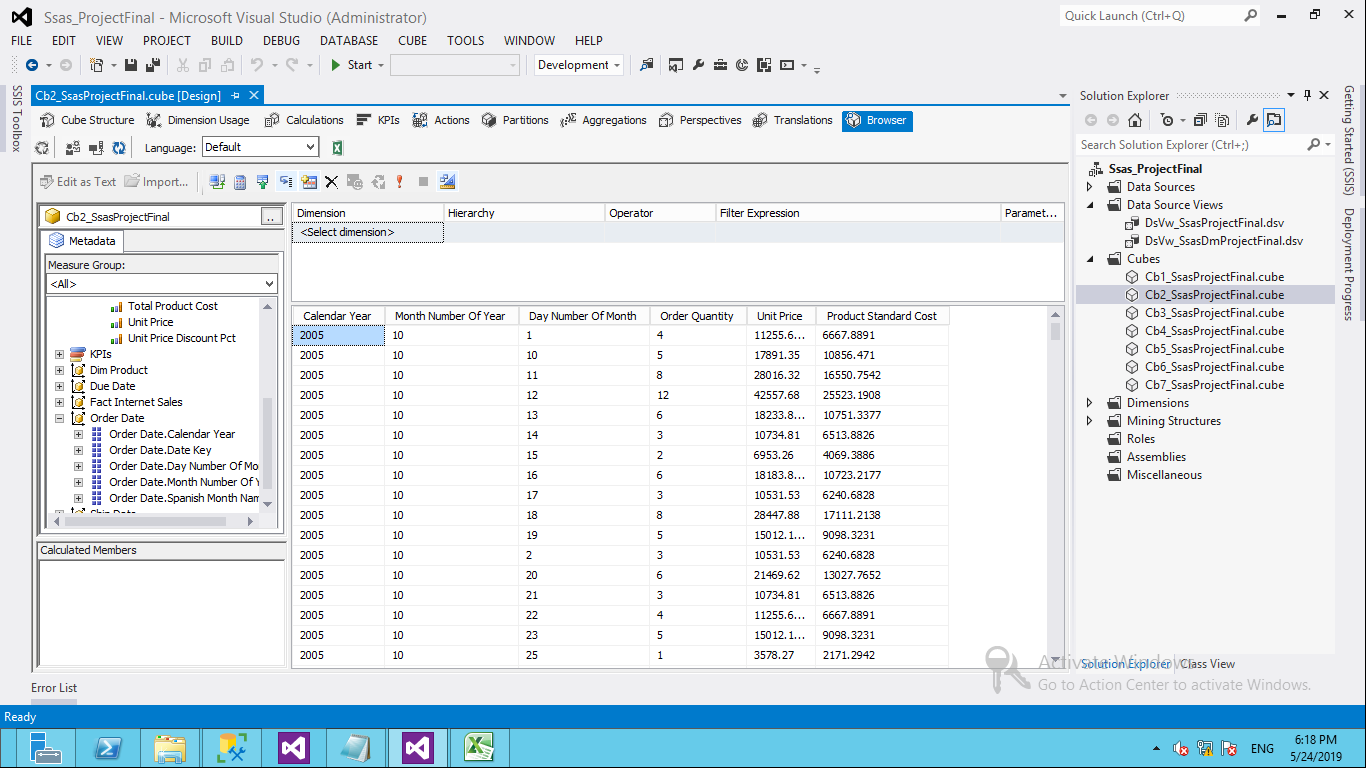 Ssas_ProjectFinal - Microsoft Visual Studio (Administrator)
Quick Launch (Ctrl+Q)
FILE EDIT VIEW PROJECT BUILD DEBUG DATABASE CUBE TOOLS WINDOW HELP
Start Development
SSIS Toolbox
Cb2_SsasProjectFinal.cube [Design]
Cube Structure Dimension Usage Calculations KPIs Actions Partitions Aggregations Perspectives Translations Browser
Language: Default
Edit as Text Import...
Cb2_SsasProjectFinal ..
Metadata
Measure Group:
<All>
Total Product Cost
Unit Price
Unit Price Discount Pct
KPIs
Dim Product
Due Date
Fact Internet Sales
Order Date
Order Date.Calendar Year
Order Date.Date Key
Order Date.Day Number Of Mo
Order Date.Month Number Of Y
Order Date.Spanish Month Nam
Calculated Members
Dimension Hierarchy Operator Filter Expression Paramet...
<Select dimension>
Calendar Year Month Number Of Year Day Number Of Month Order Quantity Unit Price Product Standard Cost
2005 10 1 4 11255.6... 6667.8891
2005 10 10 5 17891.35 10856.471
2005 10 11 8 28016.32 16550.7542
2005 10 12 12 42557.68 25523.1908
2005 10 13 6 18233.8... 10751.3377
2005 10 14 3 10734.81 6513.8826
2005 10 15 2 6953.26 4069.3886
2005 10 16 6 18183.8... 10723.2177
2005 10 17 3 10531.53 6240.6828
2005 10 18 8 28447.88 17111.2138
2005 10 19 5 15012.1... 9098.3231
2005 10 2 3 10531.53 6240.6828
2005 10 20 6 21469.62 13027.7652
2005 10 21 3 10734.81 6513.8826
2005 10 22 4 11255.6... 6667.8891
2005 10 23 5 15012.1... 9098.3231
2005 10 25 1 3578.27 2171.2942
Solution Explorer
Search Solution Explorer (Ctrl+;)
Ssas_ProjectFinal
Data Sources
Data Source Views
DsVw_SsasProjectFinal.dsv
DsVw_SsasDmProjectFinal.dsv
Cubes
Cb1_SsasProjectFinal.cube
Cb2_SsasProjectFinal.cube
Cb3_SsasProjectFinal.cube
Cb4_SsasProjectFinal.cube
Cb5_SsasProjectFinal.cube
Cb6_SsasProjectFinal.cube
Cb7_SsasProjectFinal.cube
Dimensions
Mining Structures
Roles
Assemblies
Miscellaneous
Solution Explorer Class View
Activate Windows
Go to Action Center to activate Windows.
Getting Started (SSIS)
Deployment Progress
Error List
Ready
ENG
6:18 PM
5/24/2019